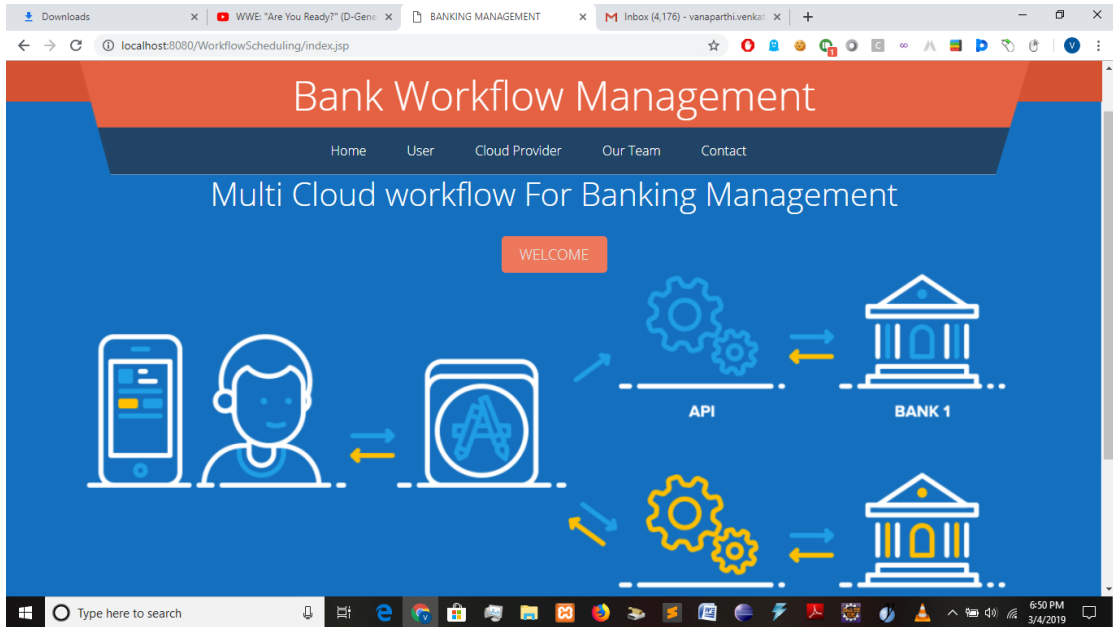 Downloads
WWE: "Are You Ready?" (D-Gene
BANKING MANAGEMENT
Inbox (4,176) - vanaparthi.venkat
localhost:8080/WorkflowScheduling/index.jsp
C
1
V
Bank Workflow Management
Home User Cloud Provider Our Team Contact
Multi Cloud workflow For Banking Management
WELCOME
API BANK 1
Type here to search
6:50 PM
3/4/2019